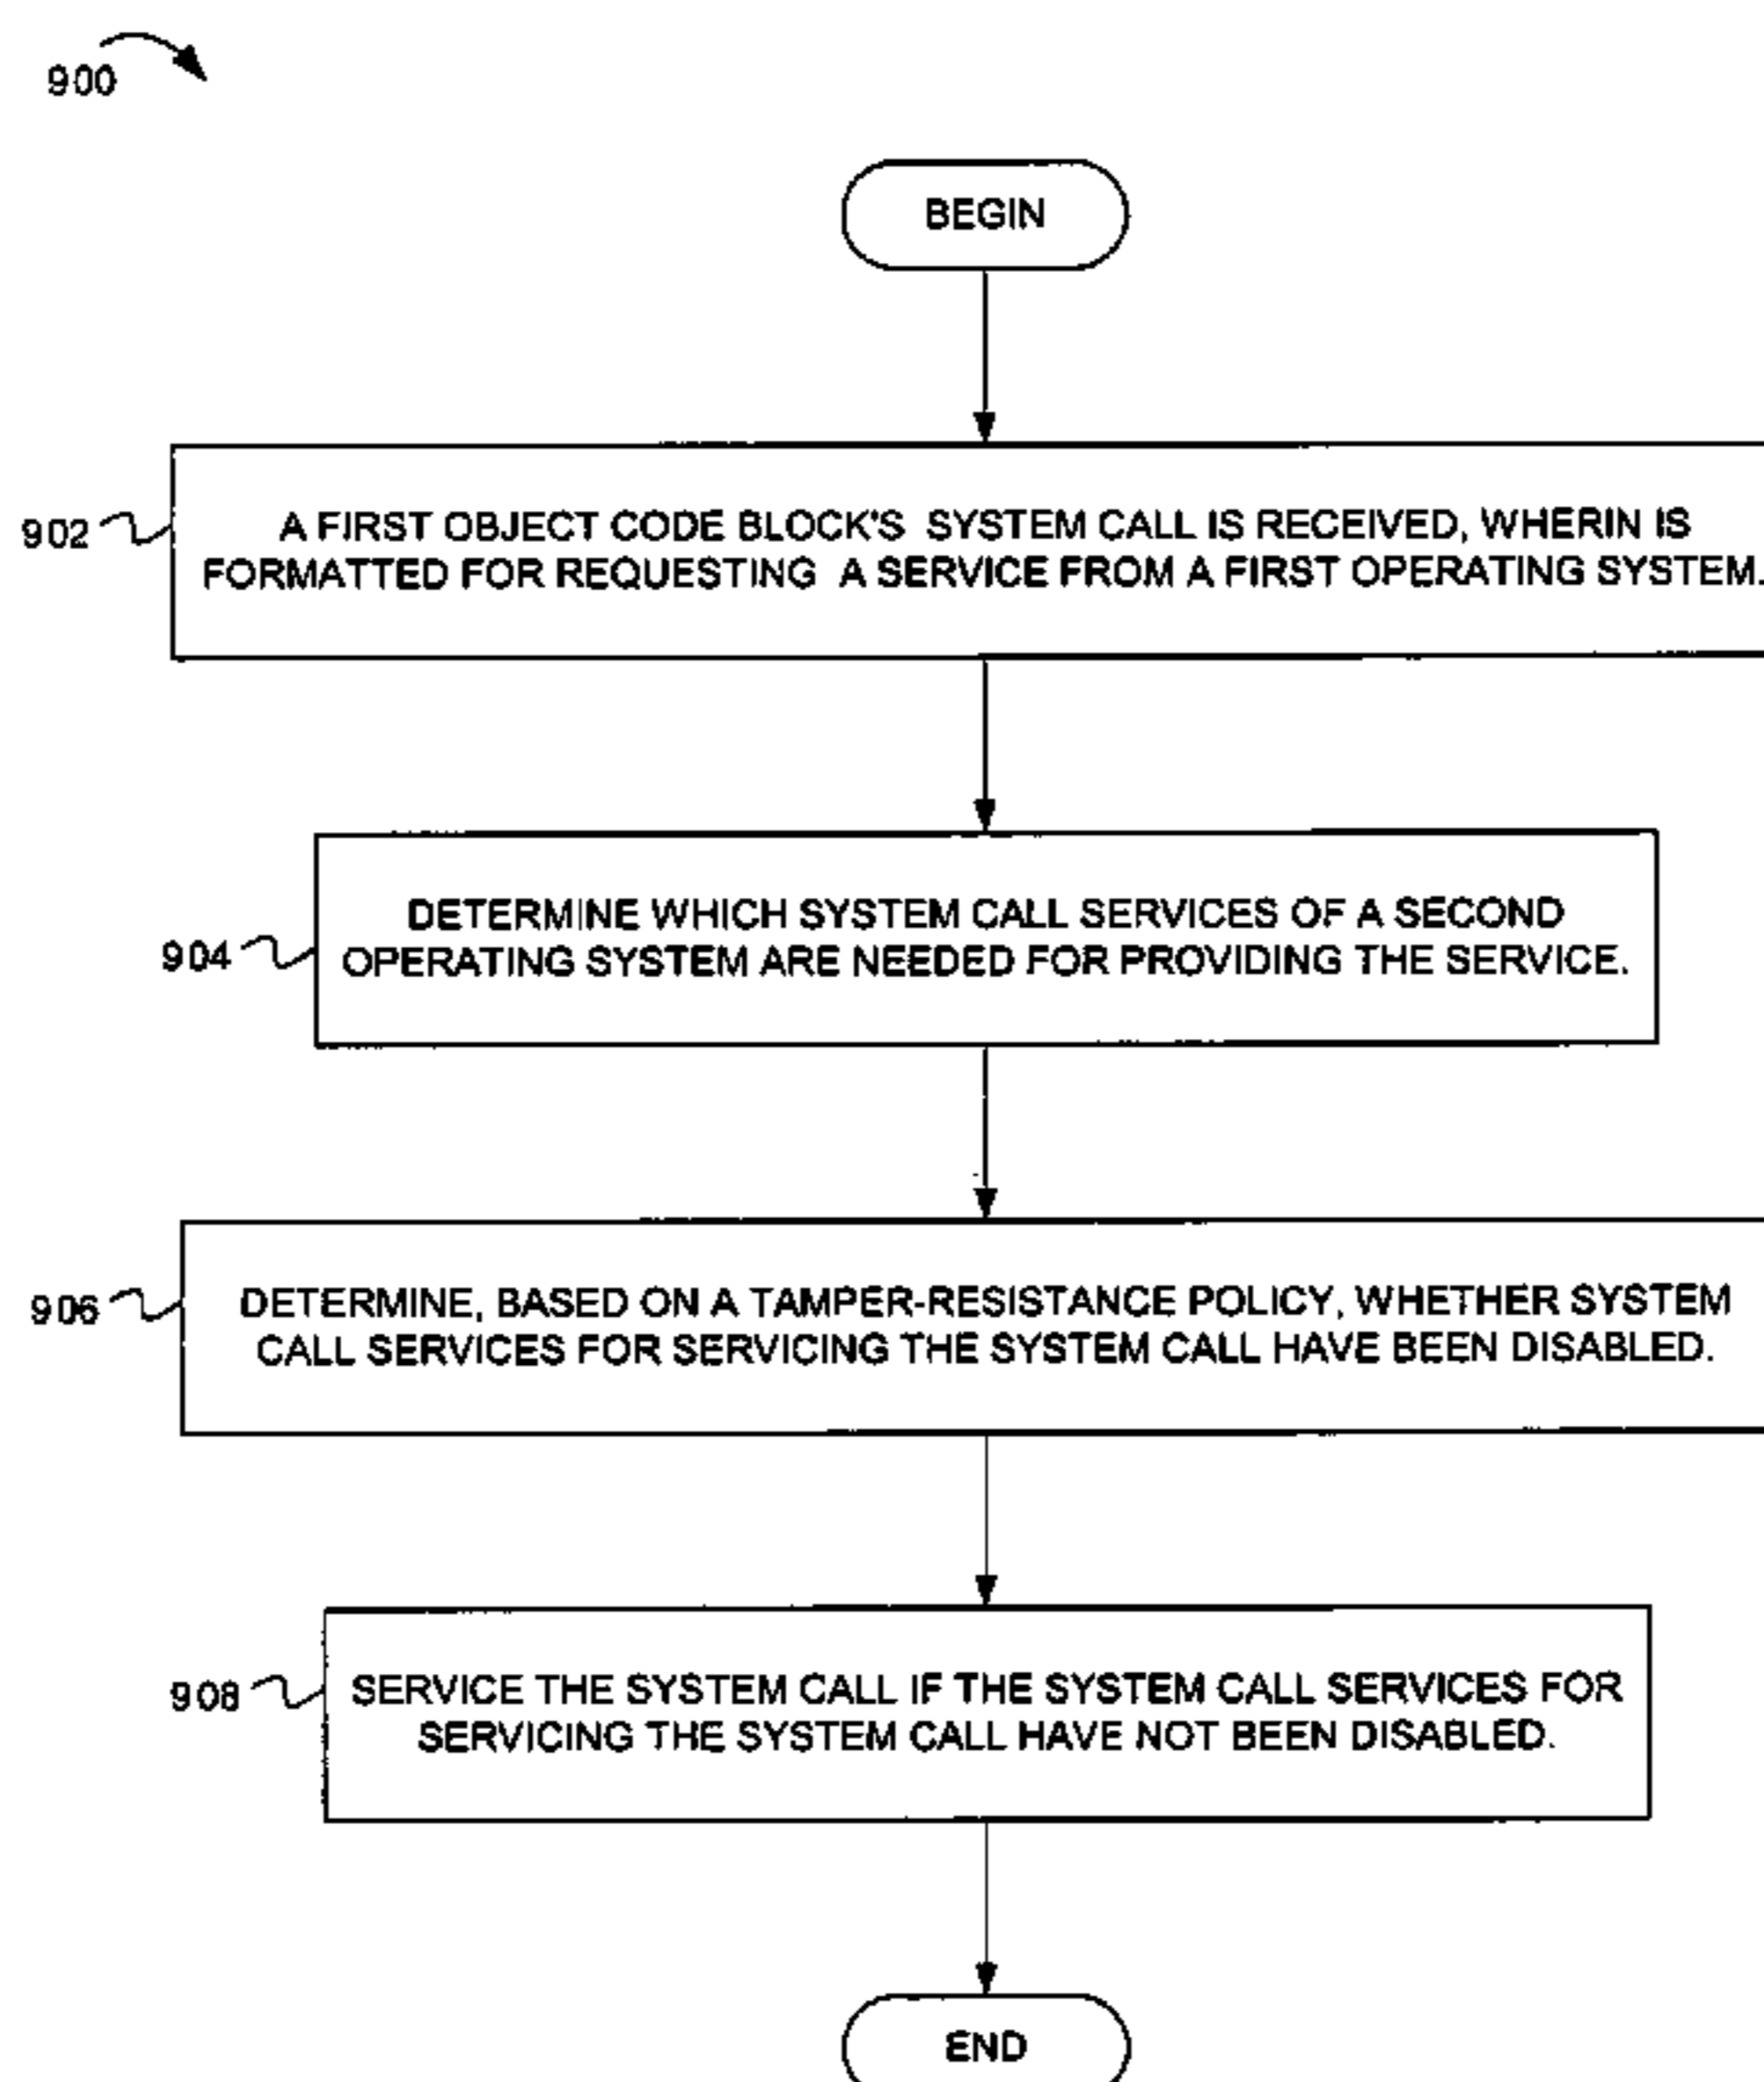 900
BEGIN
902
A FIRST OBJECT CODE BLOCK'S SYSTEM CALL IS RECEIVED, WHERIN IS
FORMATTED FOR REQUESTING A SERVICE FROM A FIRST OPERATING SYSTEM.
904
DETERMINE WHICH SYSTEM CALL SERVICES OF A SECOND
OPERATING SYSTEM ARE NEEDED FOR PROVIDING THE SERVICE.
906
DETERMINE, BASED ON A TAMPER-RESISTANCE POLICY, WHETHER SYSTEM
CALL SERVICES FOR SERVICING THE SYSTEM CALL HAVE BEEN DISABLED.
908
SERVICE THE SYSTEM CALL IF THE SYSTEM CALL SERVICES FOR
SERVICING THE SYSTEM CALL HAVE NOT BEEN DISABLED.
END